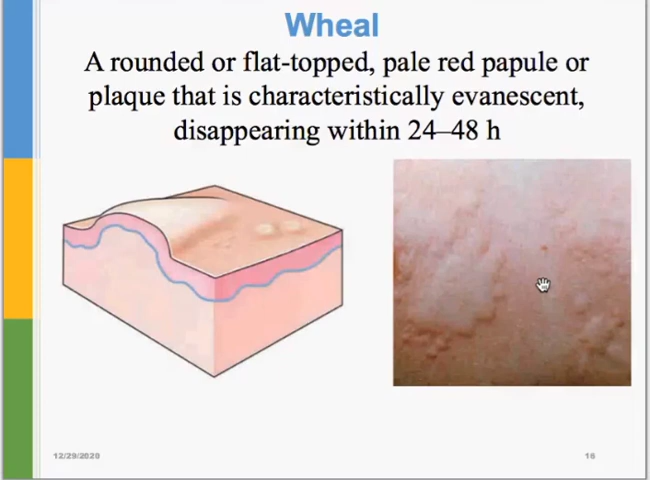 Wheal
A rounded or flat-topped, pale red papule or
plaque that is characteristically evanescent,
disappearing within 24–48 h
12/29/2020
16